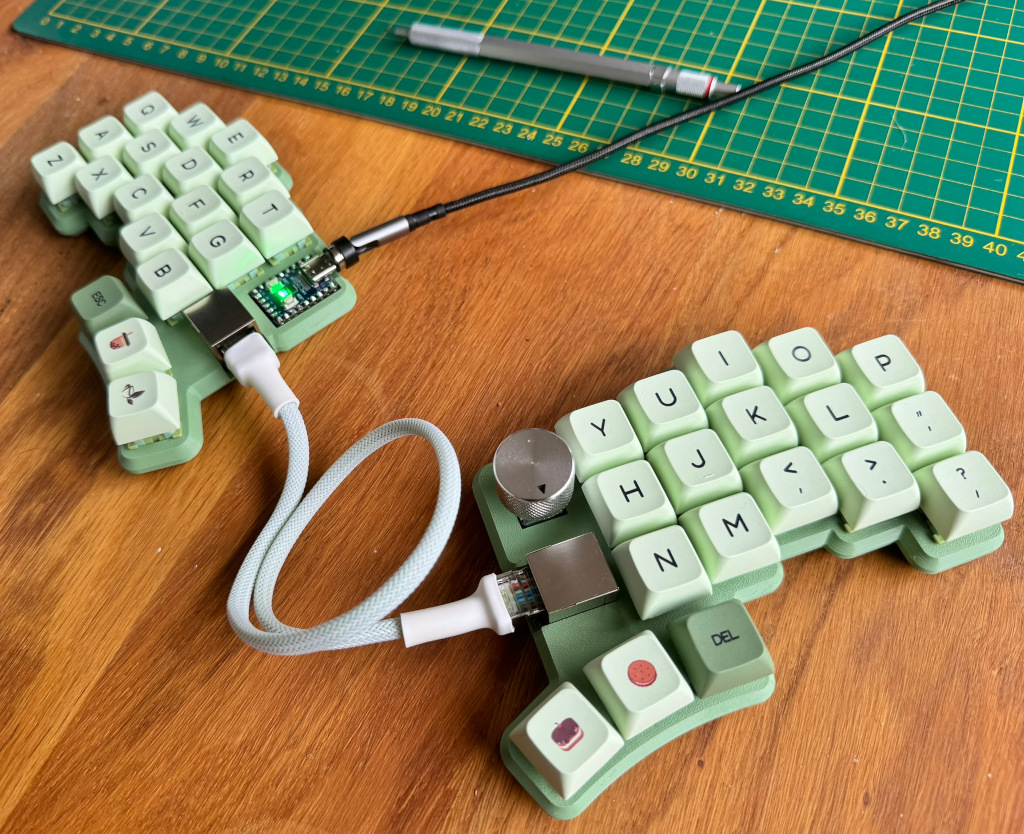 0 1 2 3 4 5 6 7 8 9 10 11 12 13 14 15 16 17 18 19 20 21 22 23 24 25 26 28 29 30 31 32 33 34 35 36 37 38 39 40
Q W E
A S D R T
Z X C F G
V B
ESC
I O P
Y U K L " '
H J < , > . ? /
N M
DEL